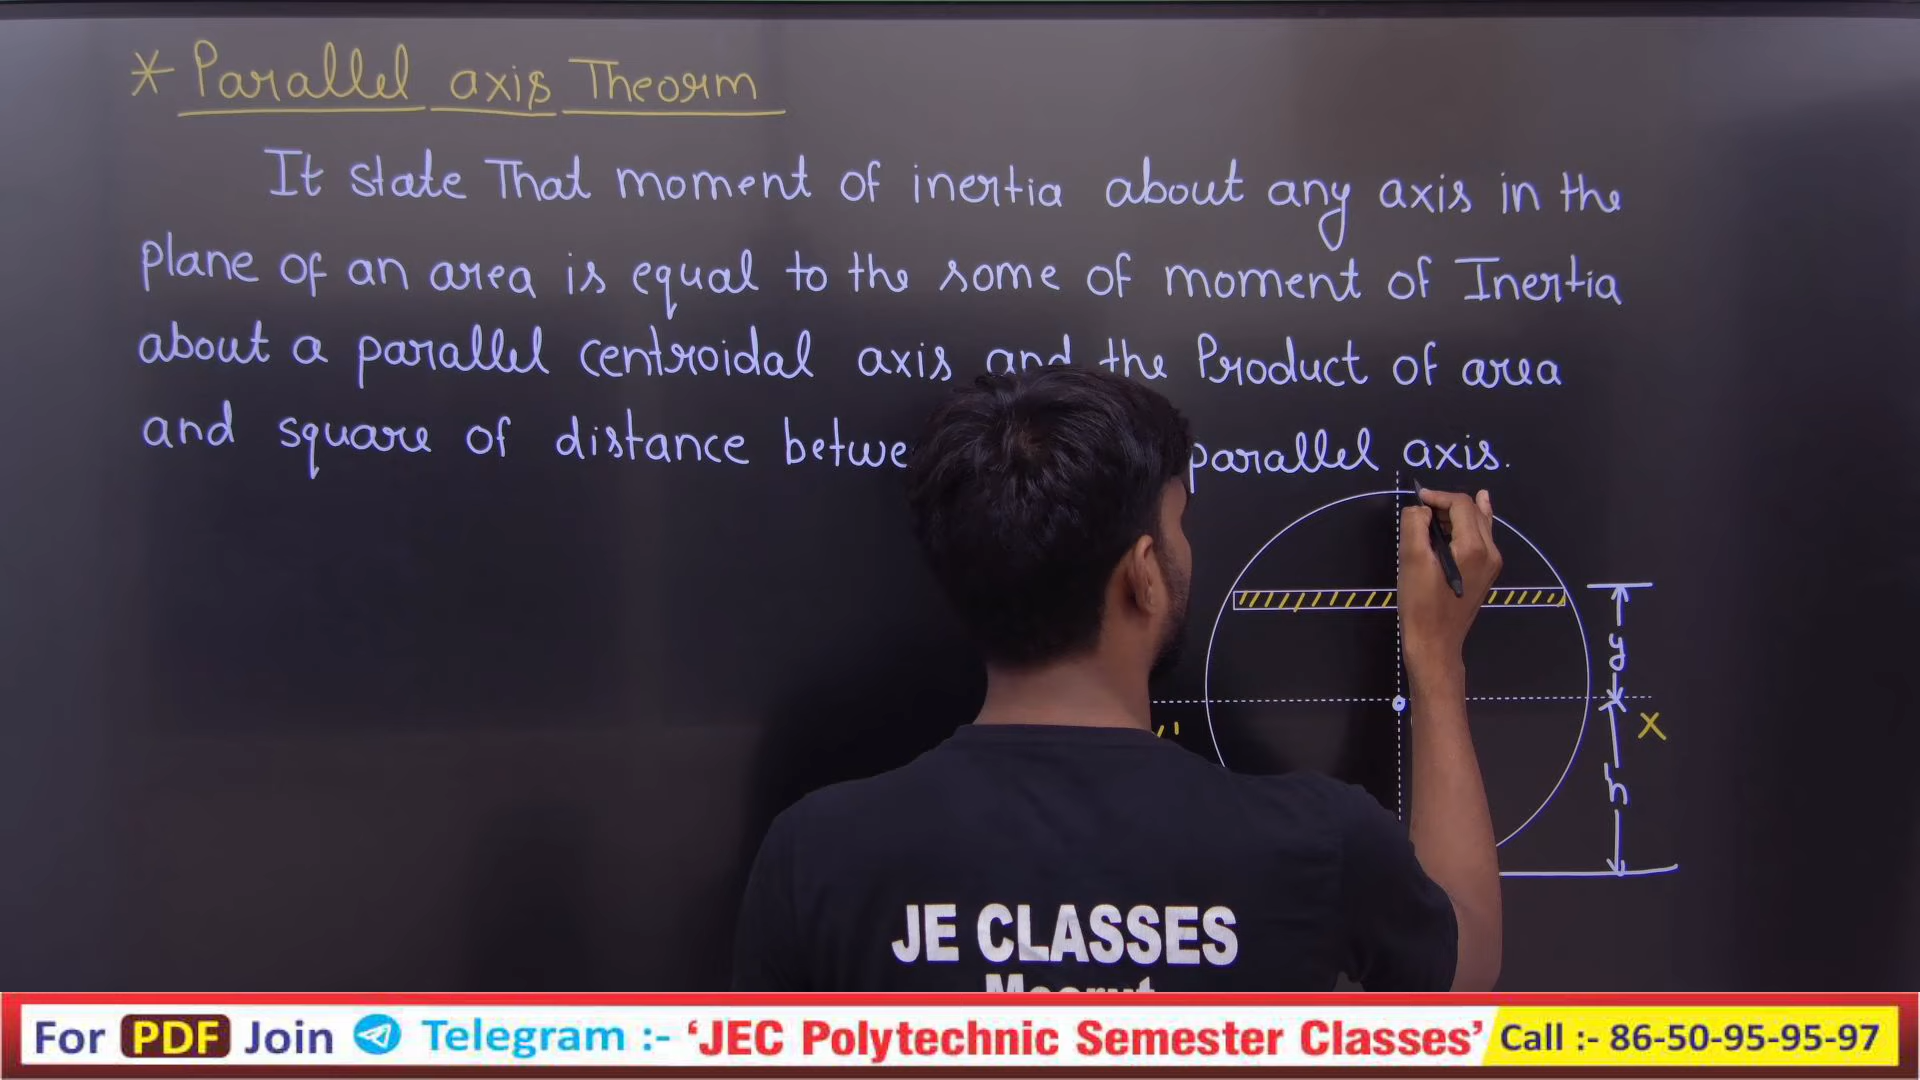 * Parallel axis Theorm
It state That moment of inertia about any axis in the
plane of an area is equal to the some of moment of Inertia
about a parallel centroidal axis and the Product of area
and square of distance betwe parallel axis.
y
X
h
JE CLASSES
For PDF Join Telegram :- 'JEC Polytechnic Semester Classes' Call :- 86-50-95-95-97